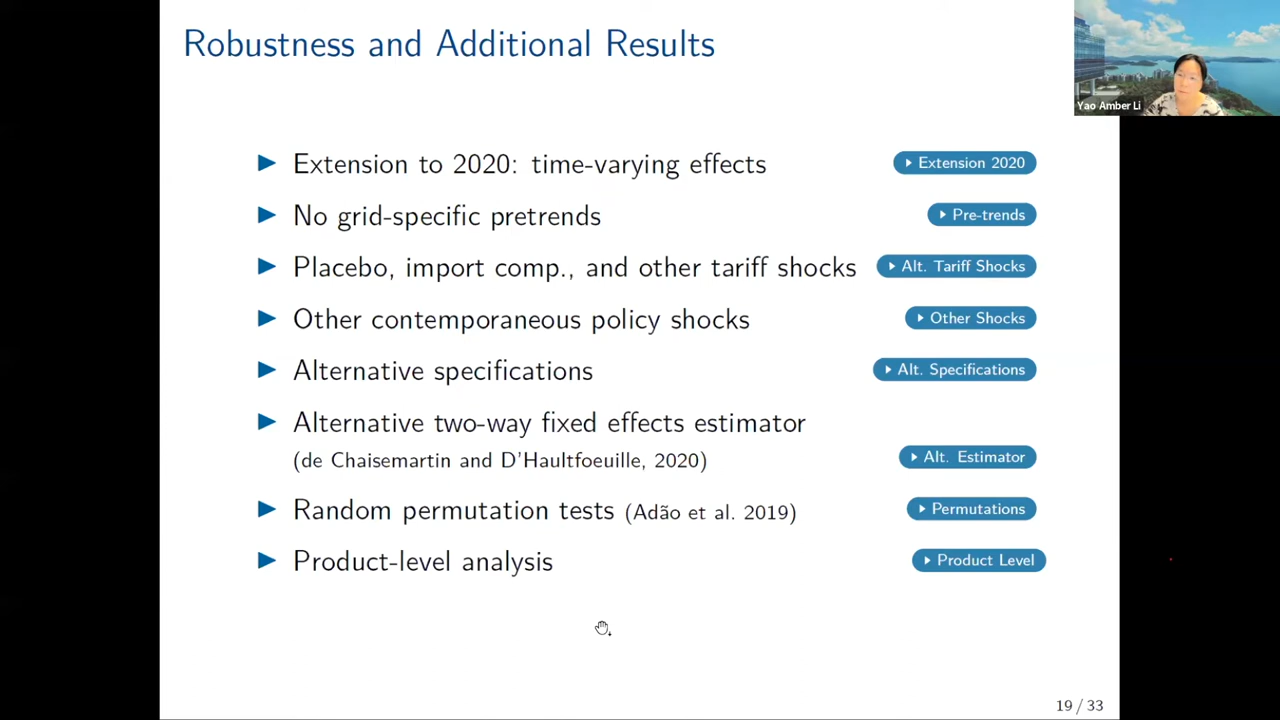 Robustness and Additional Results
Yao Amber Li
Extension to 2020: time-varying effects
Extension 2020
No grid-specific pretrends
Pre-trends
Placebo, import comp., and other tariff shocks
Alt. Tariff Shocks
Other contemporaneous policy shocks
Other Shocks
Alternative specifications
Alt. Specifications
Alternative two-way fixed effects estimator
(de Chaisemartin and D'Haultfoeuille, 2020)
Alt. Estimator
Random permutation tests (Adão et al. 2019)
Permutations
Product-level analysis
Product Level
19 / 33